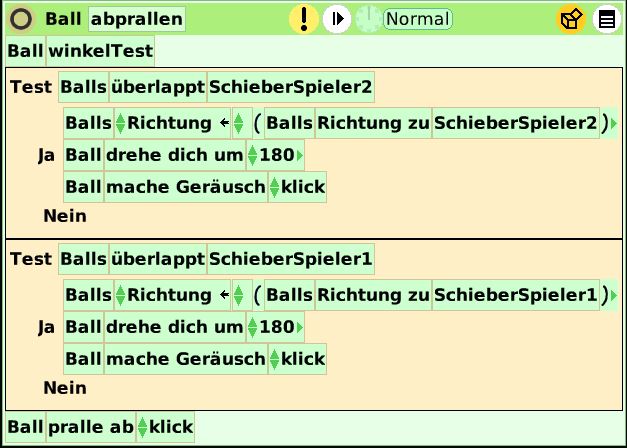 Ball abprallen ! Normal
Ball winkelTest
Test Balls überlappt SchieberSpieler2
Balls Richtung ← ( Balls Richtung zu SchieberSpieler2 )
Ja Ball drehe dich um 180
Ball mache Geräusch klick
Nein
Test Balls überlappt SchieberSpieler1
Balls Richtung ← ( Balls Richtung zu SchieberSpieler1 )
Ja Ball drehe dich um 180
Ball mache Geräusch klick
Nein
Ball pralle ab klick